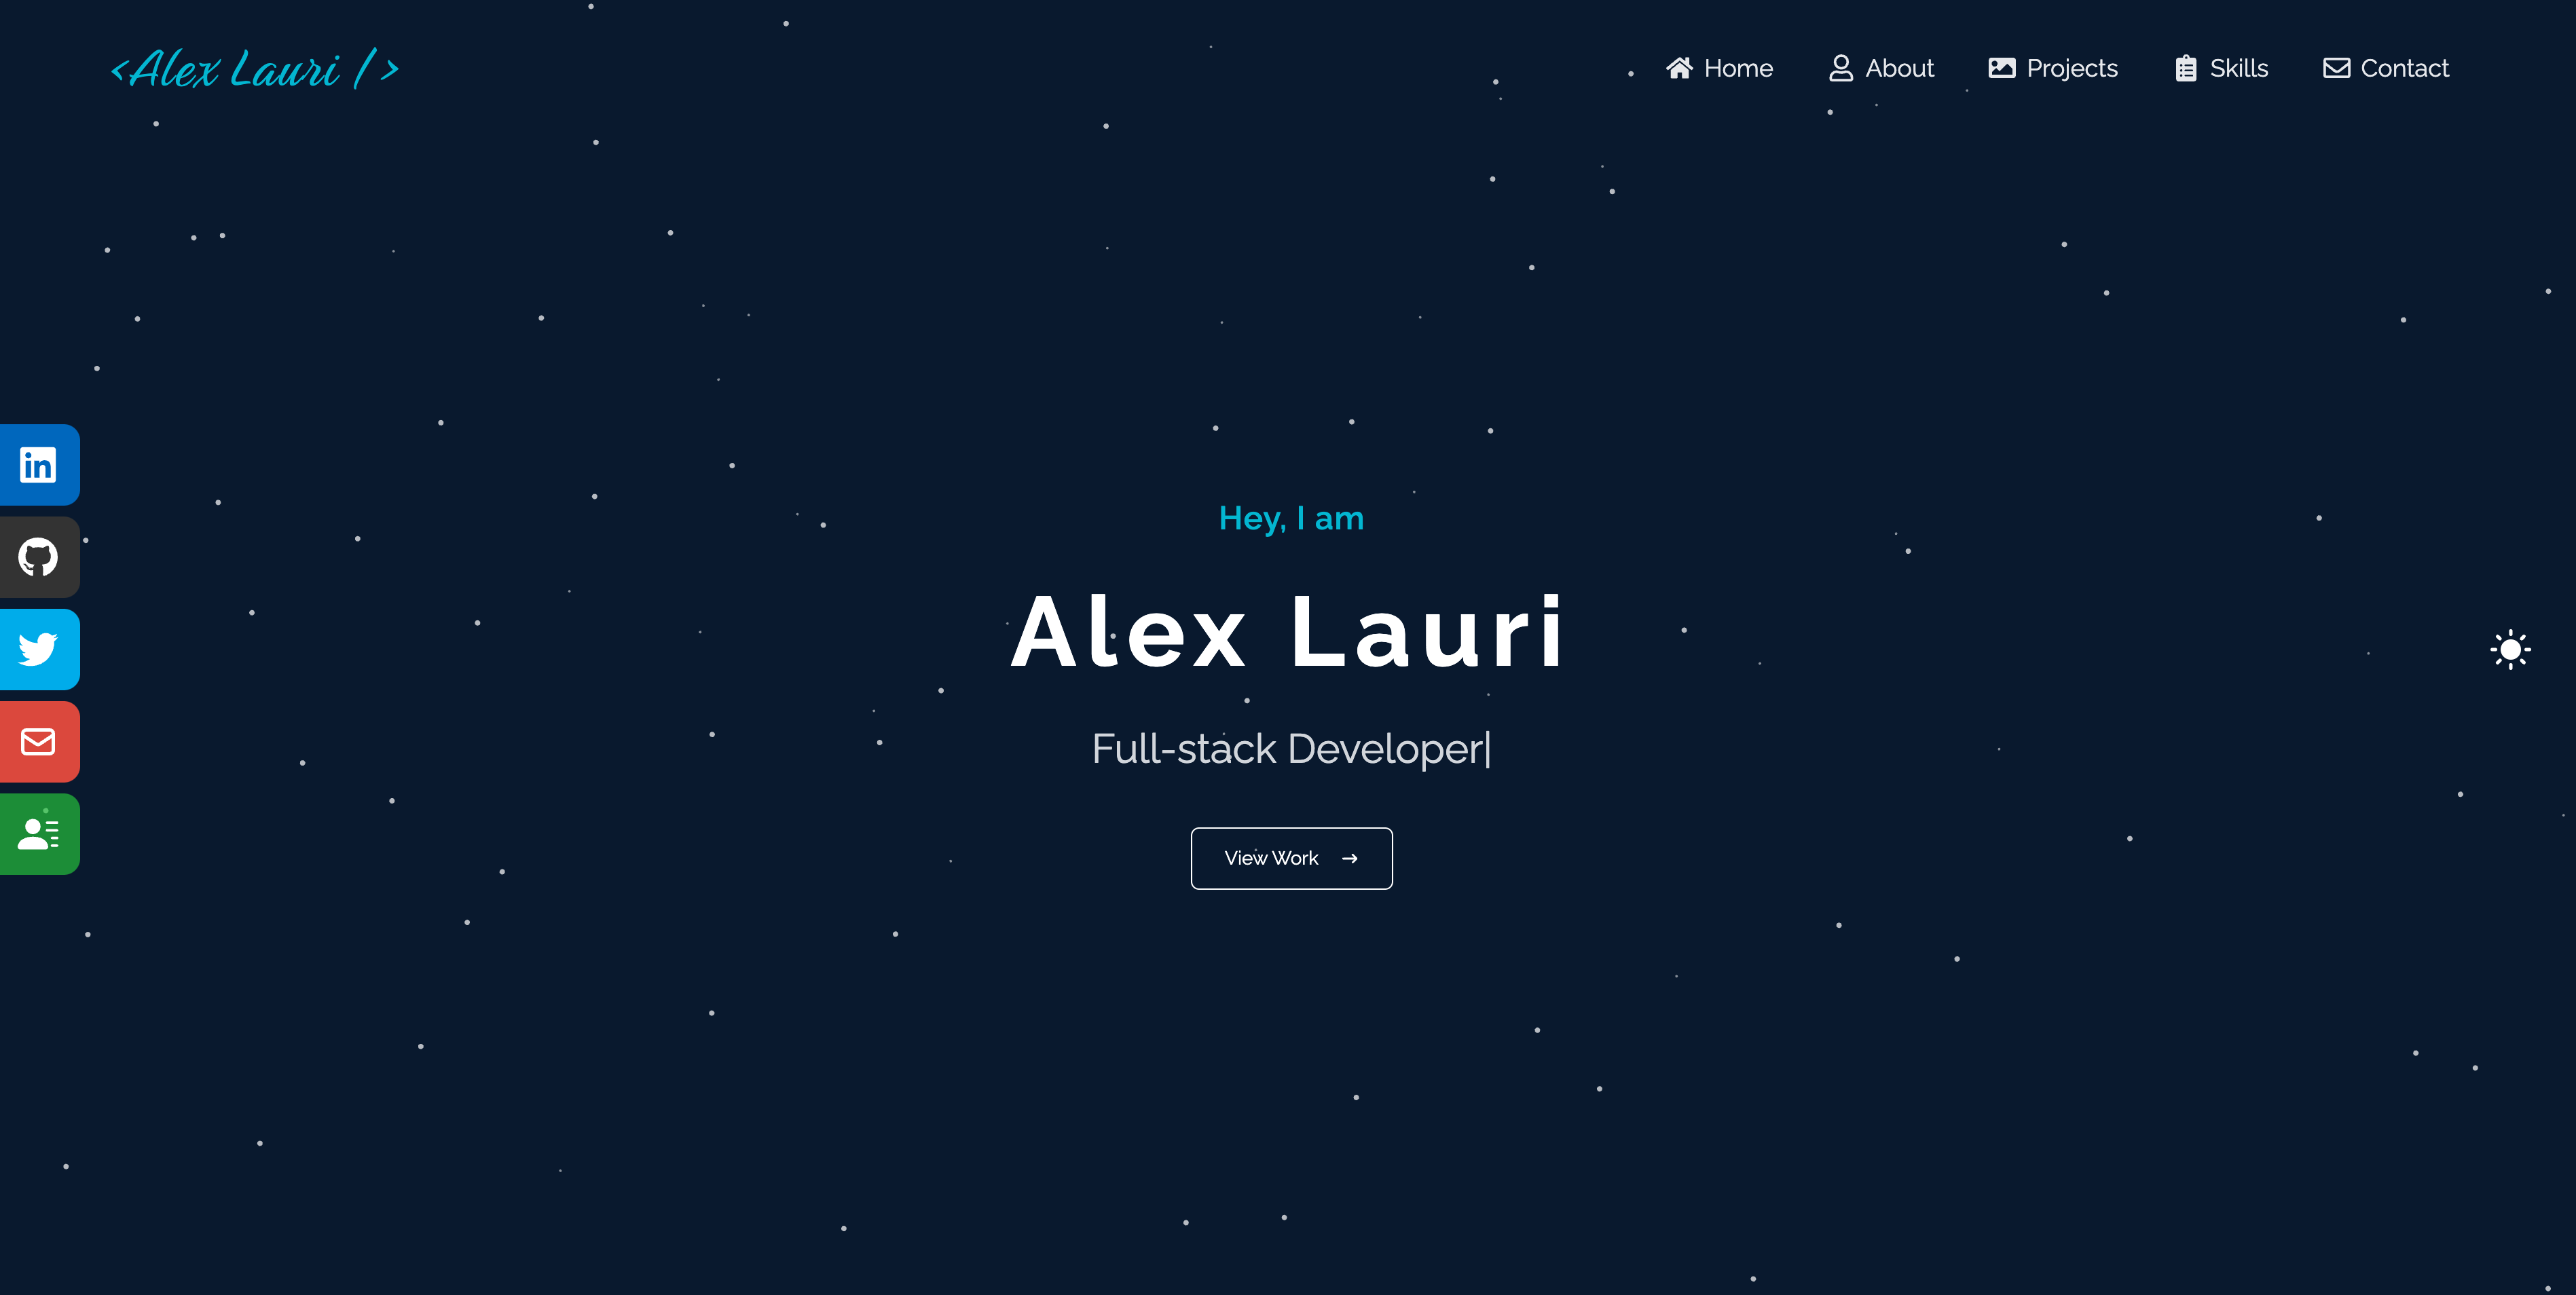 <Alex Lauri />
Home About Projects Skills Contact
in
Hey, I am
Alex Lauri
Full-stack Developer|
View Work →